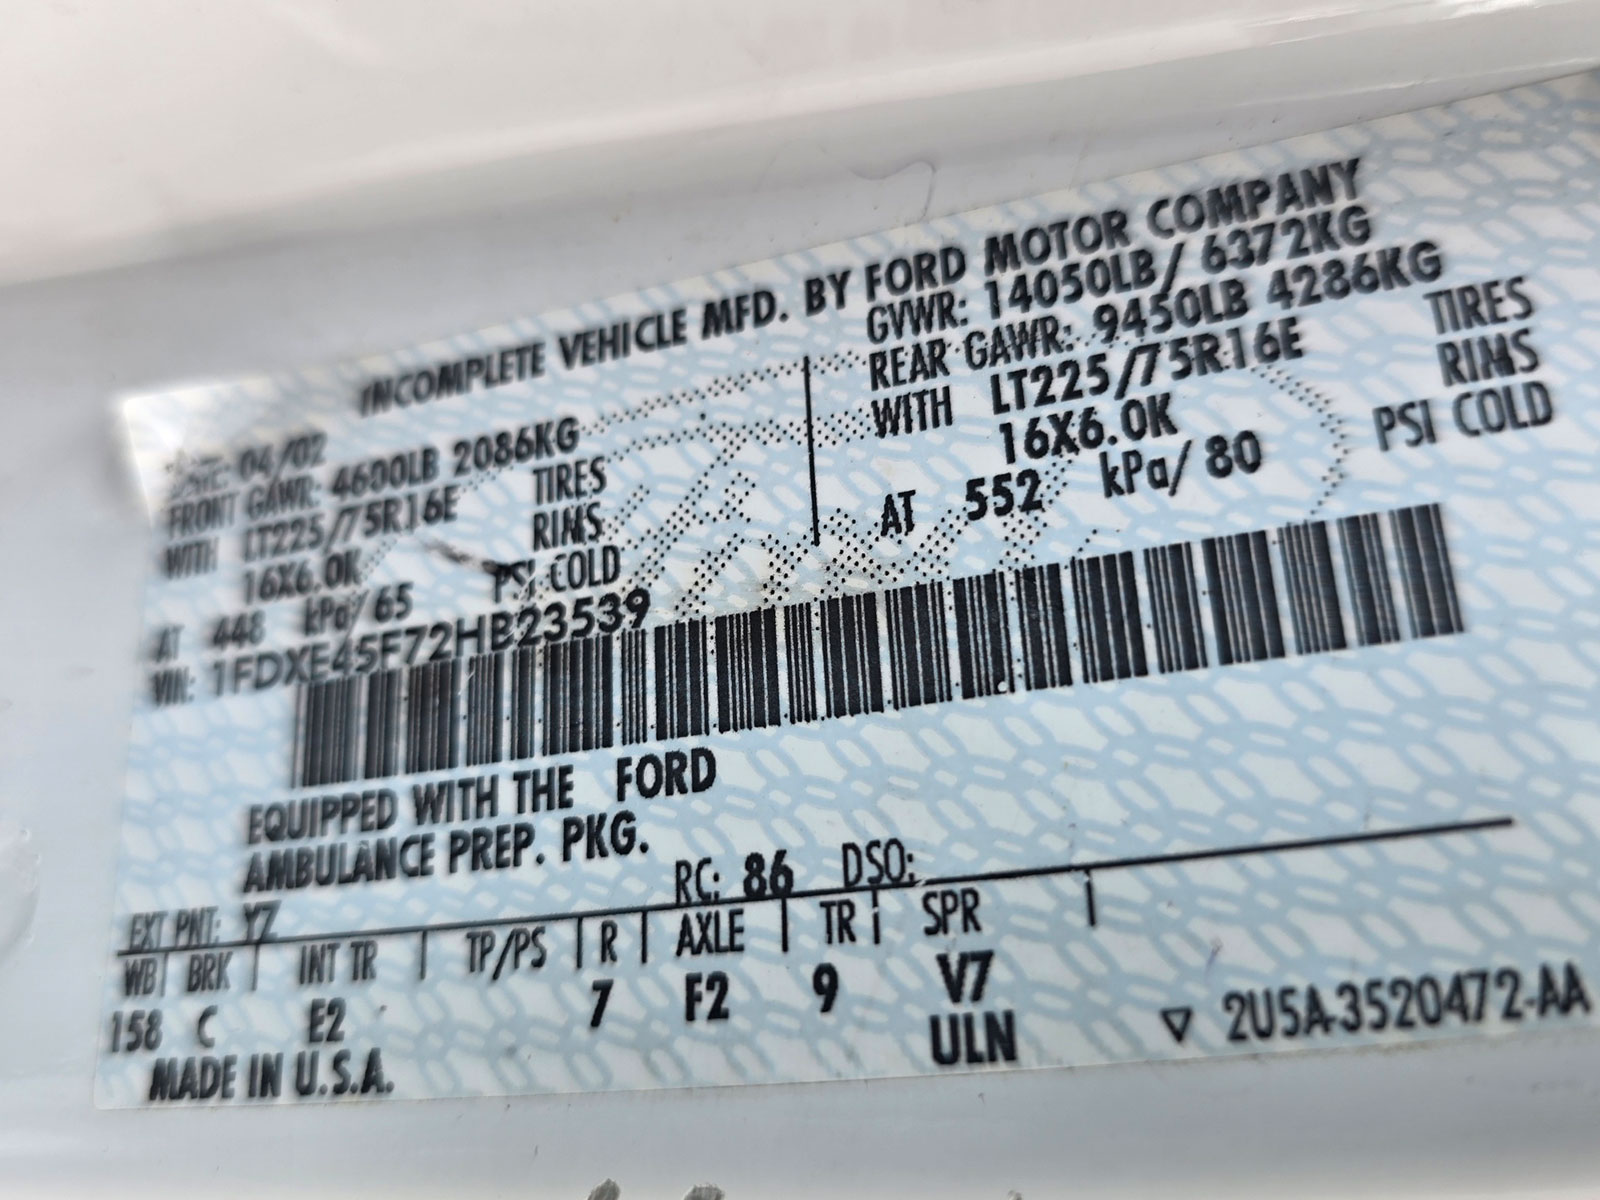 INCOMPLETE VEHICLE MFD. BY FORD MOTOR COMPANY
DATE: 04/02
GVWR: 14050LB/ 6372KG
FRONT GAWR: 4600LB 2086KG
REAR GAWR: 9450LB 4286KG
WITH LT225/75R16E TIRES
WITH LT225/75R16E TIRES
16X6.0K RIMS
16X6.0K RIMS
AT 448 kPa/ 65 PSI COLD
AT 552 kPa/ 80 PSI COLD
VIN: 1FDXE45F72HB23539
EQUIPPED WITH THE FORD
AMBULANCE PREP. PKG.
RC: 86 DSO:
EXT PNT: YZ
WB BRK INT TR TP/PS R AXLE TR SPR
158 C E2 7 F2 9 V7
ULN
MADE IN U.S.A.
▽ 2U5A-3520472-AA